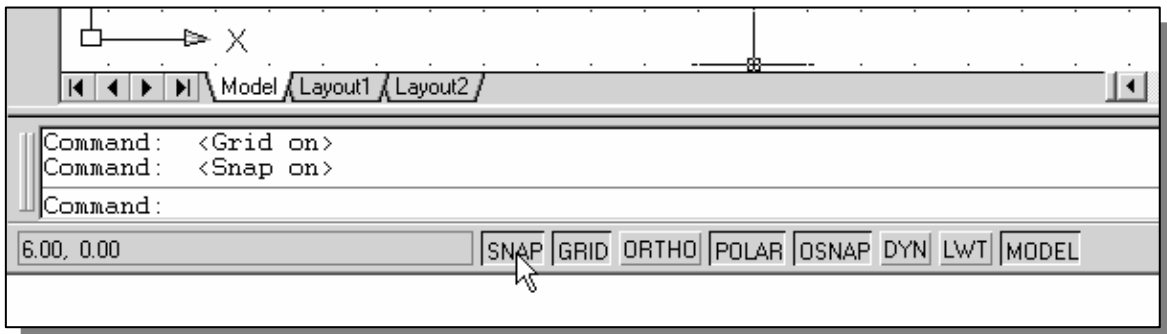 X
Model Layout1 Layout2
Command: <Grid on>
Command: <Snap on>
Command:
6.00, 0.00 SNAP GRID ORTHO POLAR OSNAP DYN LWT MODEL